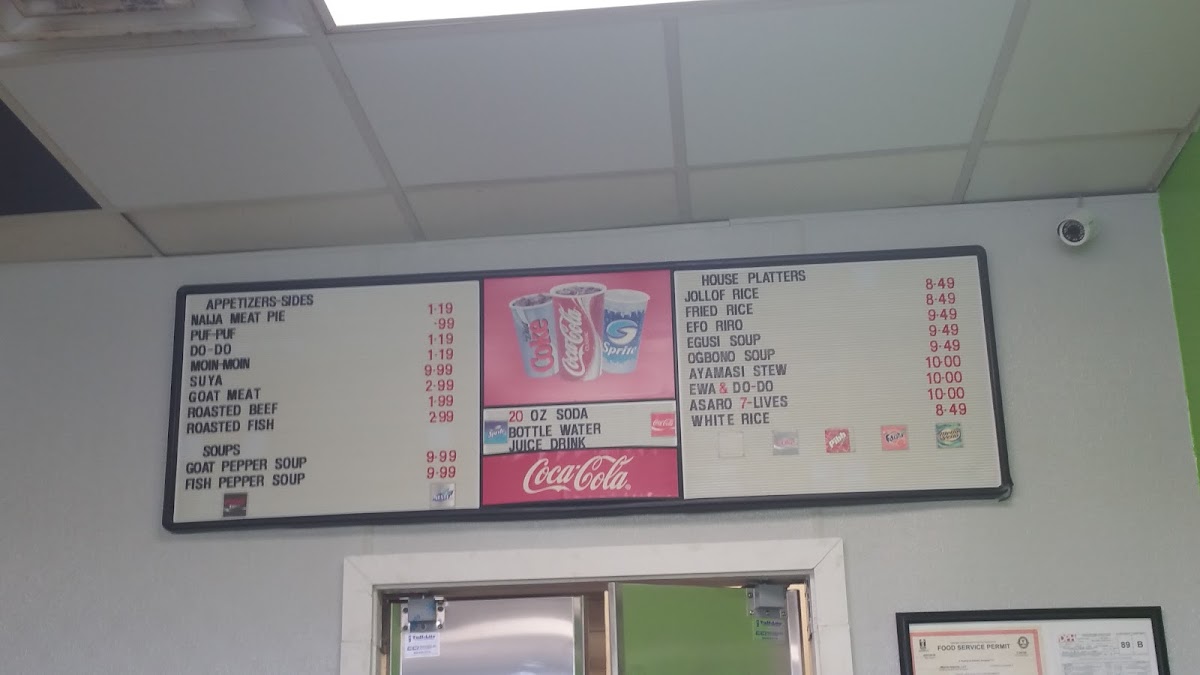 APPETIZERS-SIDES
NAIJA MEAT PIE 1.19
PUF-PUF .99
DO-DO 1.19
MOIN-MOIN 1.19
SUYA 9.99
GOAT MEAT 2.99
ROASTED BEEF 1.99
ROASTED FISH 2.99
SOUPS
GOAT PEPPER SOUP 9.99
FISH PEPPER SOUP 9.99
Coke
Coca-Cola
Sprite
20 OZ SODA
BOTTLE WATER
JUICE DRINK
Coca-Cola
HOUSE PLATTERS
JOLLOF RICE 8.49
FRIED RICE 8.49
EFO RIRO 9.49
EGUSI SOUP 9.49
OGBONO SOUP 9.49
AYAMASI STEW 10.00
EWA & DO-DO 10.00
ASARO 7-LIVES 10.00
WHITE RICE 8.49
Pibb
Fanta
FOOD SERVICE PERMIT
89 B